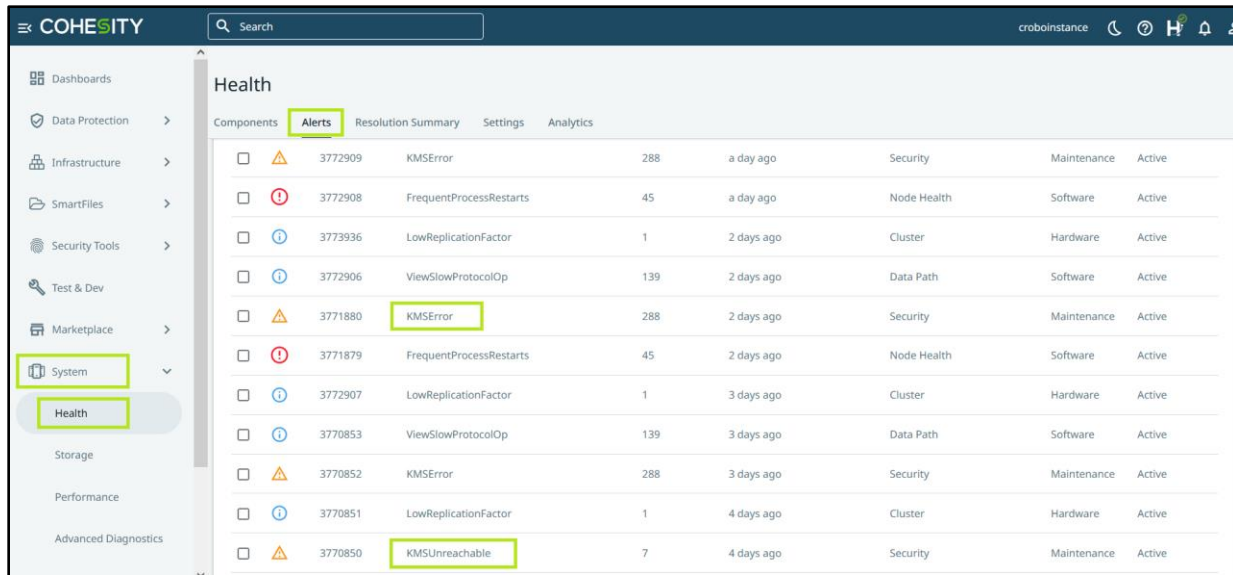 COHESITY
Search
croboinstance
Dashboards
Data Protection
Infrastructure
SmartFiles
Security Tools
Test & Dev
Marketplace
System
Health
Storage
Performance
Advanced Diagnostics
Health
Components Alerts Resolution Summary Settings Analytics
3772909 KMSError 288 a day ago Security Maintenance Active
3772908 FrequentProcessRestarts 45 a day ago Node Health Software Active
3773936 LowReplicationFactor 1 2 days ago Cluster Hardware Active
3772906 ViewSlowProtocolOp 139 2 days ago Data Path Software Active
3771880 KMSError 288 2 days ago Security Maintenance Active
3771879 FrequentProcessRestarts 45 2 days ago Node Health Software Active
3772907 LowReplicationFactor 1 3 days ago Cluster Hardware Active
3770853 ViewSlowProtocolOp 139 3 days ago Data Path Software Active
3770852 KMSError 288 3 days ago Security Maintenance Active
3770851 LowReplicationFactor 1 4 days ago Cluster Hardware Active
3770850 KMSUnreachable 7 4 days ago Security Maintenance Active